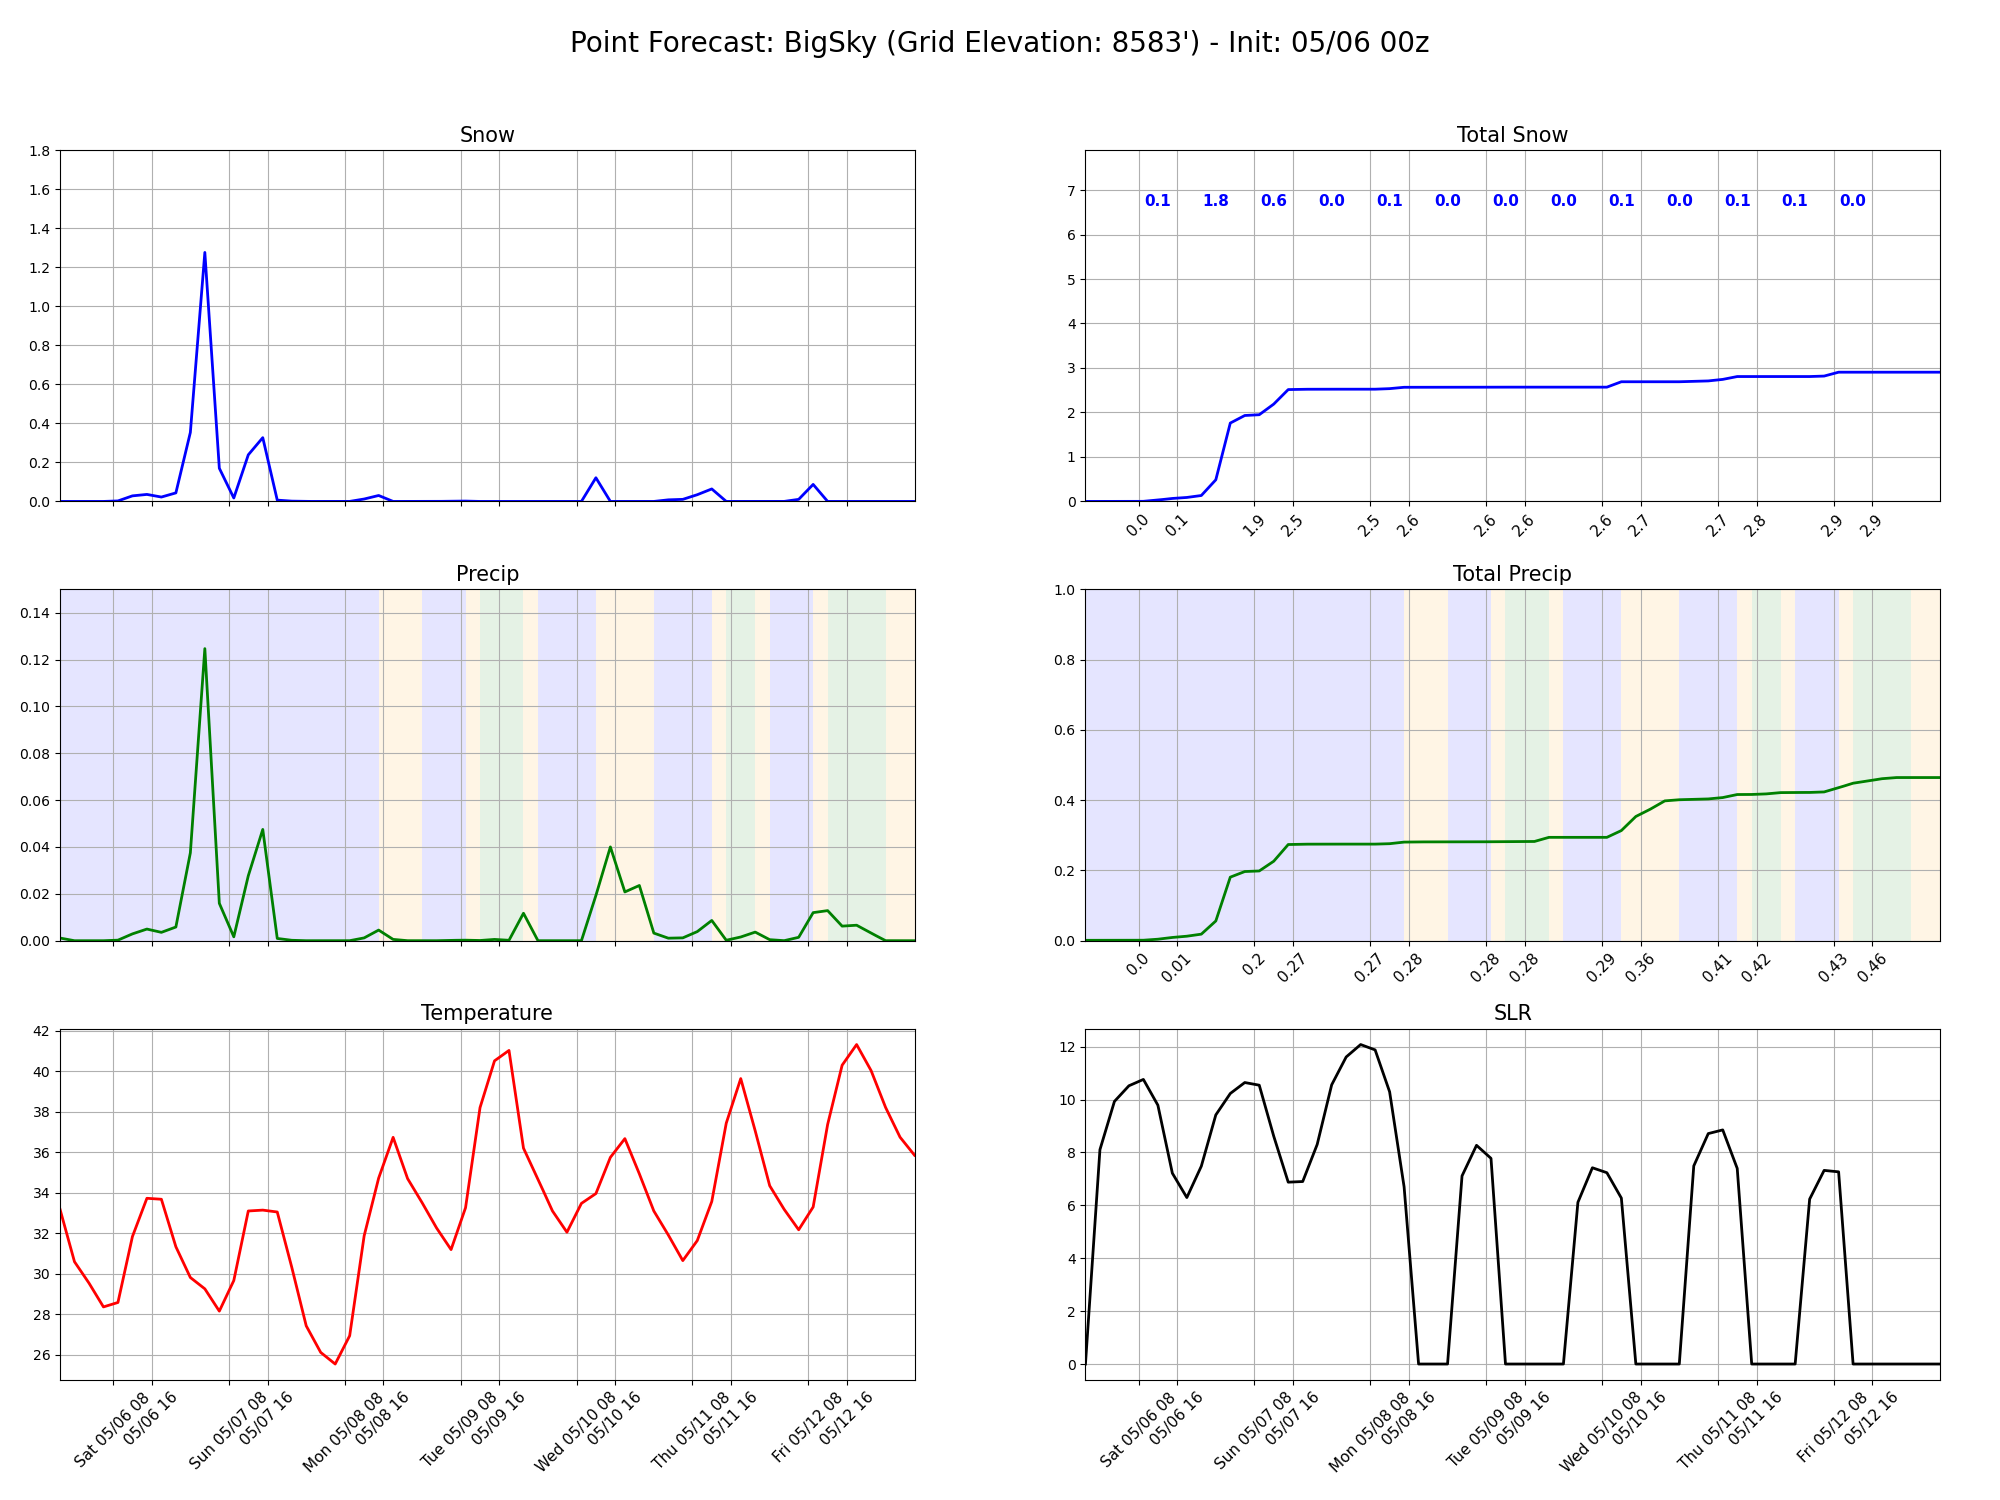 Point Forecast: BigSky (Grid Elevation: 8583') - Init: 05/06 00z
Snow
1.8
1.6
1.4
1.2
1.0
0.8
0.6
0.4
0.2
0.0
Total Snow
7
6
5
4
3
2
1
0
0.1 1.8 0.6 0.0 0.1 0.0 0.0 0.0 0.1 0.0 0.1 0.1 0.0
0.0 0.1 1.9 2.5 2.5 2.6 2.6 2.6 2.6 2.7 2.7 2.8 2.9 2.9
Precip
0.14
0.12
0.10
0.08
0.06
0.04
0.02
0.00
Total Precip
1.0
0.8
0.6
0.4
0.2
0.0
0.0 0.01 0.2 0.27 0.27 0.28 0.28 0.28 0.29 0.36 0.41 0.42 0.43 0.46
Temperature
42
40
38
36
34
32
30
28
26
Sat 05/06 08
05/06 16
Sun 05/07 08
05/07 16
Mon 05/08 08
05/08 16
Tue 05/09 08
05/09 16
Wed 05/10 08
05/10 16
Thu 05/11 08
05/11 16
Fri 05/12 08
05/12 16
SLR
12
10
8
6
4
2
0
Sat 05/06 08
05/06 16
Sun 05/07 08
05/07 16
Mon 05/08 08
05/08 16
Tue 05/09 08
05/09 16
Wed 05/10 08
05/10 16
Thu 05/11 08
05/11 16
Fri 05/12 08
05/12 16